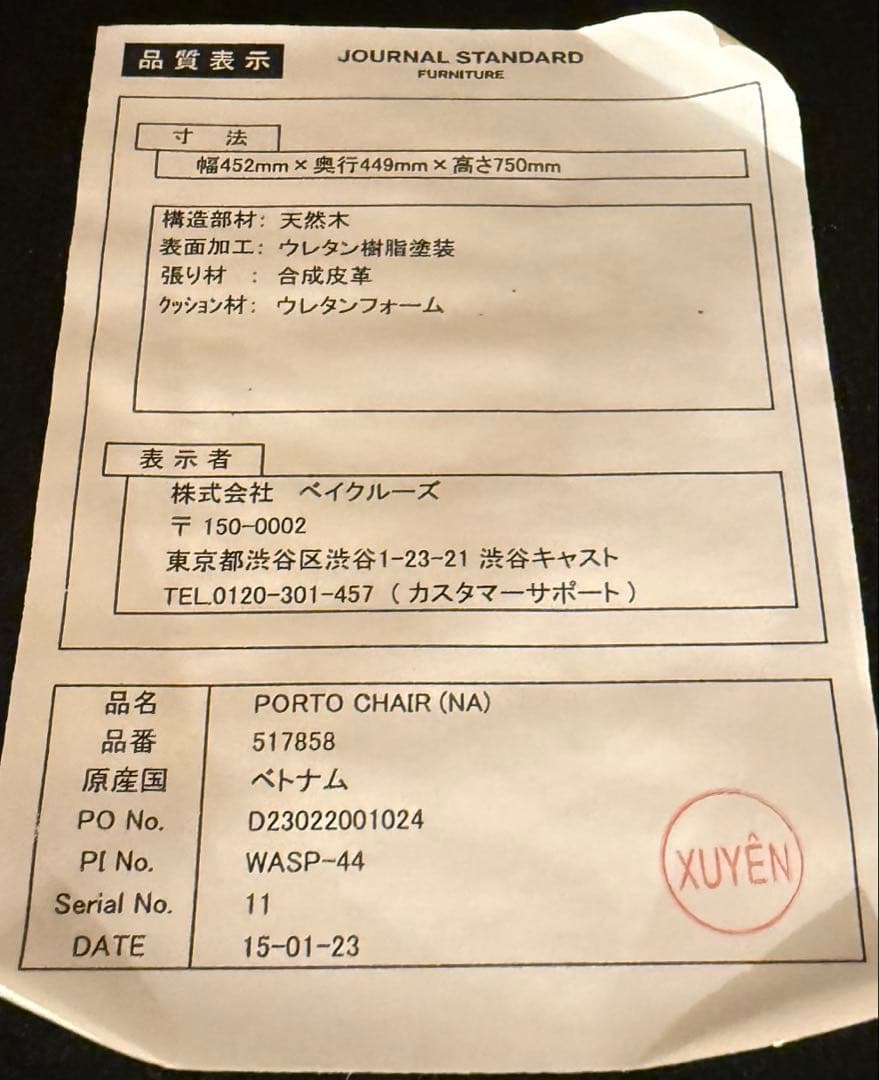 品質表示 JOURNAL STANDARD
FURNITURE
寸 法
幅452mm×奥行449mm×高さ750mm
構造部材: 天然木
表面加工: ウレタン樹脂塗装
張り材 : 合成皮革
ｸｯｼｮﾝ材: ウレタンフォーム
表示者
株式会社 ベイクルーズ
〒 150-0002
東京都渋谷区渋谷1-23-21 渋谷キャスト
TEL.0120-301-457 (カスタマーサポート)
品名 PORTO CHAIR (NA)
品番 517858
原産国 ベトナム
PO No. D23022001024
PI No. WASP-44
Serial No. 11
DATE 15-01-23
XUYÊN